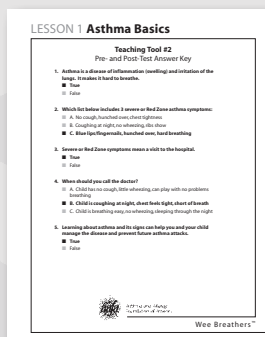 LESSON 1 Asthma Basics
Teaching Tool #2
Pre- and Post-Test Answer Key
1. Asthma is a disease of inflammation (swelling) and irritation of the
lungs. It makes it hard to breathe.
■ True
■ False
2. Which list below includes 3 severe or Red Zone asthma symptoms:
■ A. No cough, hunched over, chest tightness
■ B. Coughing at night, no wheezing, ribs show
■ C. Blue lips/fingernails, hunched over, hard breathing
3. Severe or Red Zone symptoms mean a visit to the hospital.
■ True
■ False
4. When should you call the doctor?
■ A. Child has no cough, little wheezing, can play with no problems
breathing
■ B. Child is coughing at night, chest feels tight, short of breath
■ C. Child is breathing easy, no wheezing, sleeping through the night
5. Learning about asthma and its signs can help you and your child
manage the disease and prevent future asthma attacks.
■ True
■ False
Wee Breathers™